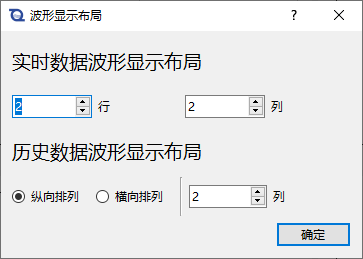 波形显示布局 ?
实时数据波形显示布局
2 行 2 列
历史数据波形显示布局
纵向排列 横向排列 2 列
确定